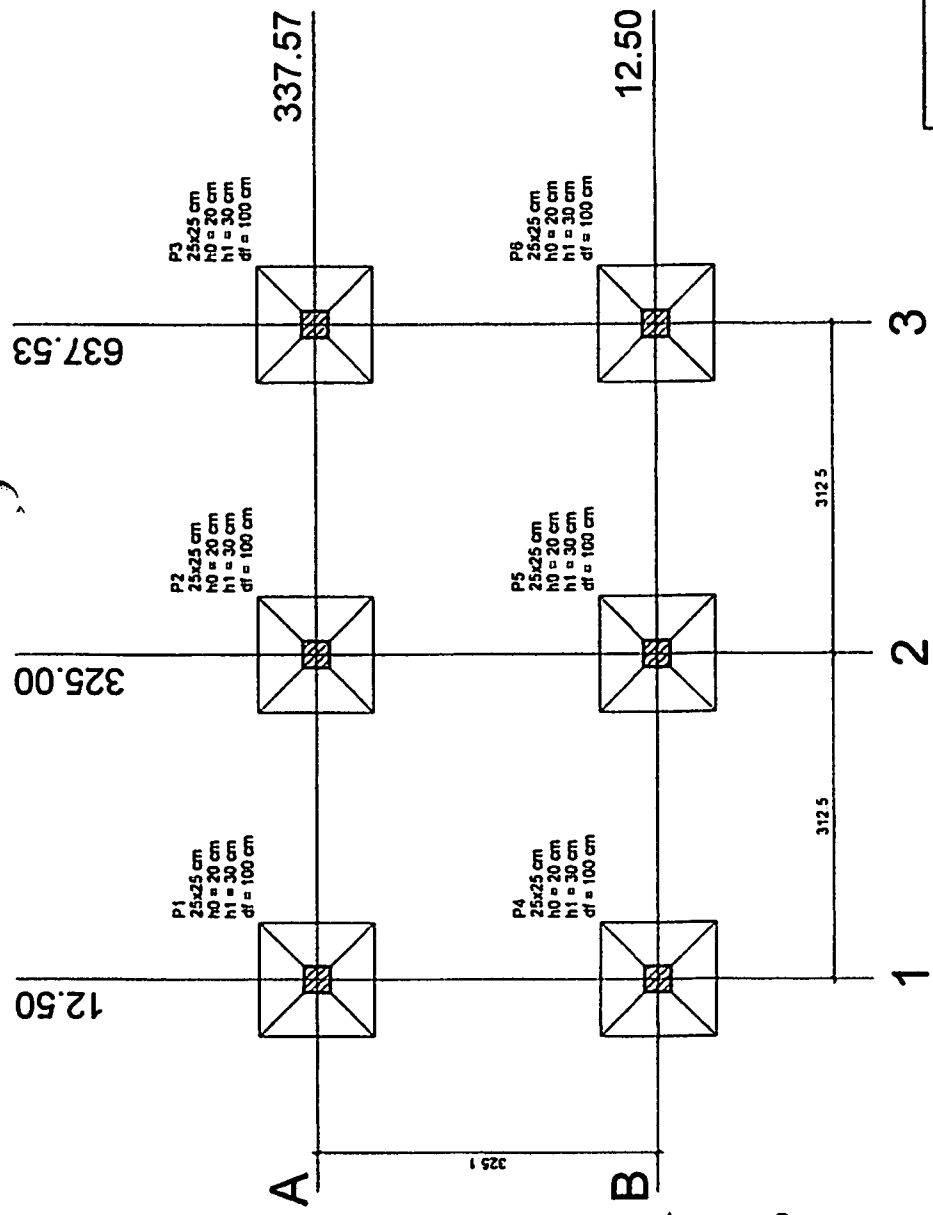 637.53
325.00
12.50
337.57
12.50
P3
25x25 cm
h0 = 20 cm
h1 = 30 cm
df = 100 cm
P6
25x25 cm
h0 = 20 cm
h1 = 30 cm
df = 100 cm
P2
25x25 cm
h0 = 20 cm
h1 = 30 cm
df = 100 cm
P5
25x25 cm
h0 = 20 cm
h1 = 30 cm
df = 100 cm
P1
25x25 cm
h0 = 20 cm
h1 = 30 cm
df = 100 cm
P4
25x25 cm
h0 = 20 cm
h1 = 30 cm
df = 100 cm
312 5
312 5
325 1
A
B
1
2
3